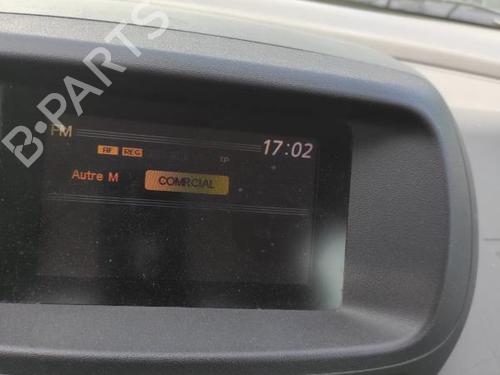 B-PARTS
FM
17:02
AF REG TP
Autre M COMRCIAL